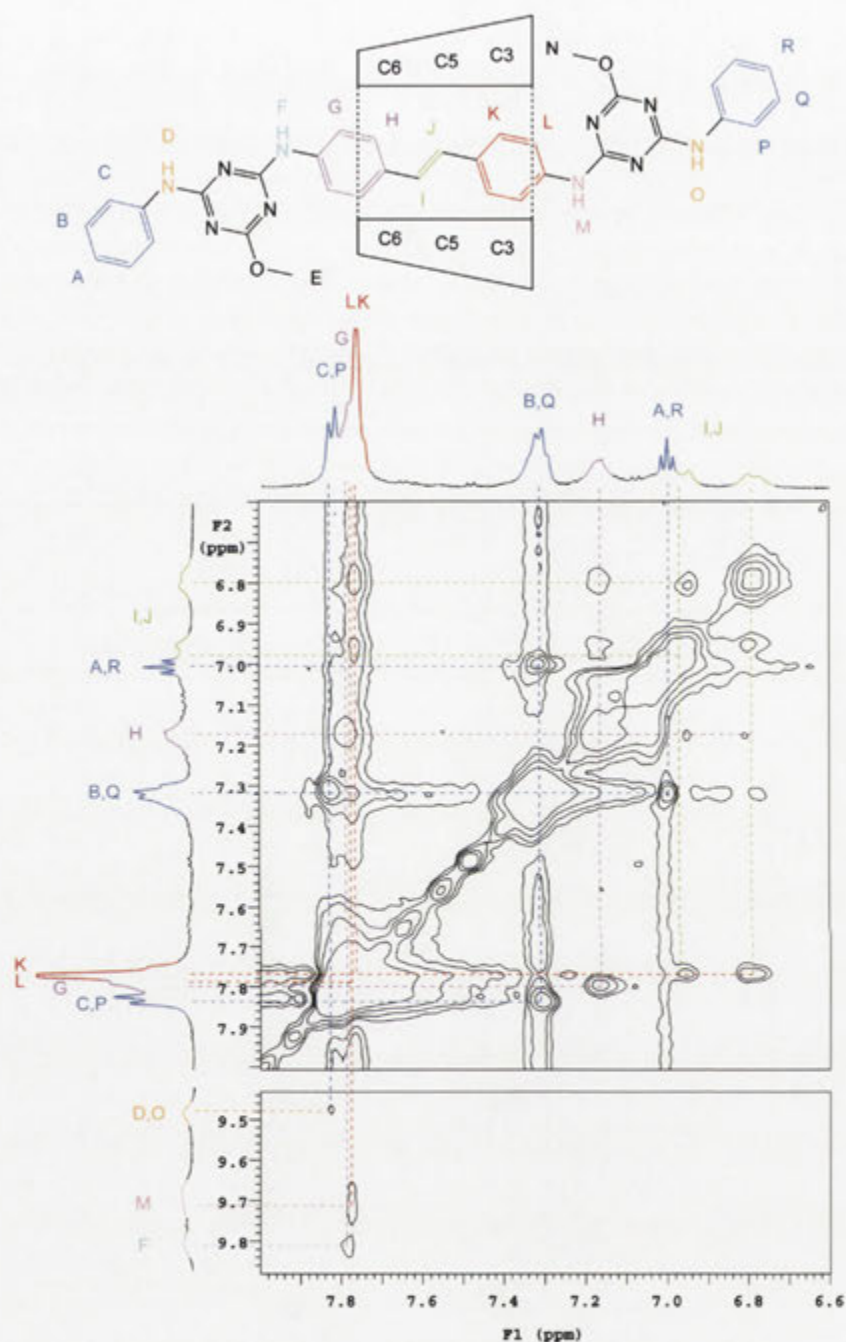 C6 C5 C3
N
O
R
Q
P
N
N
N
N
H
O
F
G
H
J
K
L
D
H
N
H
N
C
B
A
N
N
N
O
E
I
N
H
M
C6 C5 C3
L K
G
C,P
B,Q
H
A,R
I,J
F2
(ppm)
6.8
I,J
6.9
A,R
7.0
7.1
H
7.2
B,Q
7.3
7.4
7.5
7.6
K
7.7
L
G
7.8
C,P
7.9
D,O
9.5
9.6
M
9.7
F
9.8
7.8 7.6 7.4 7.2 7.0 6.8 6.6
F1 (ppm)